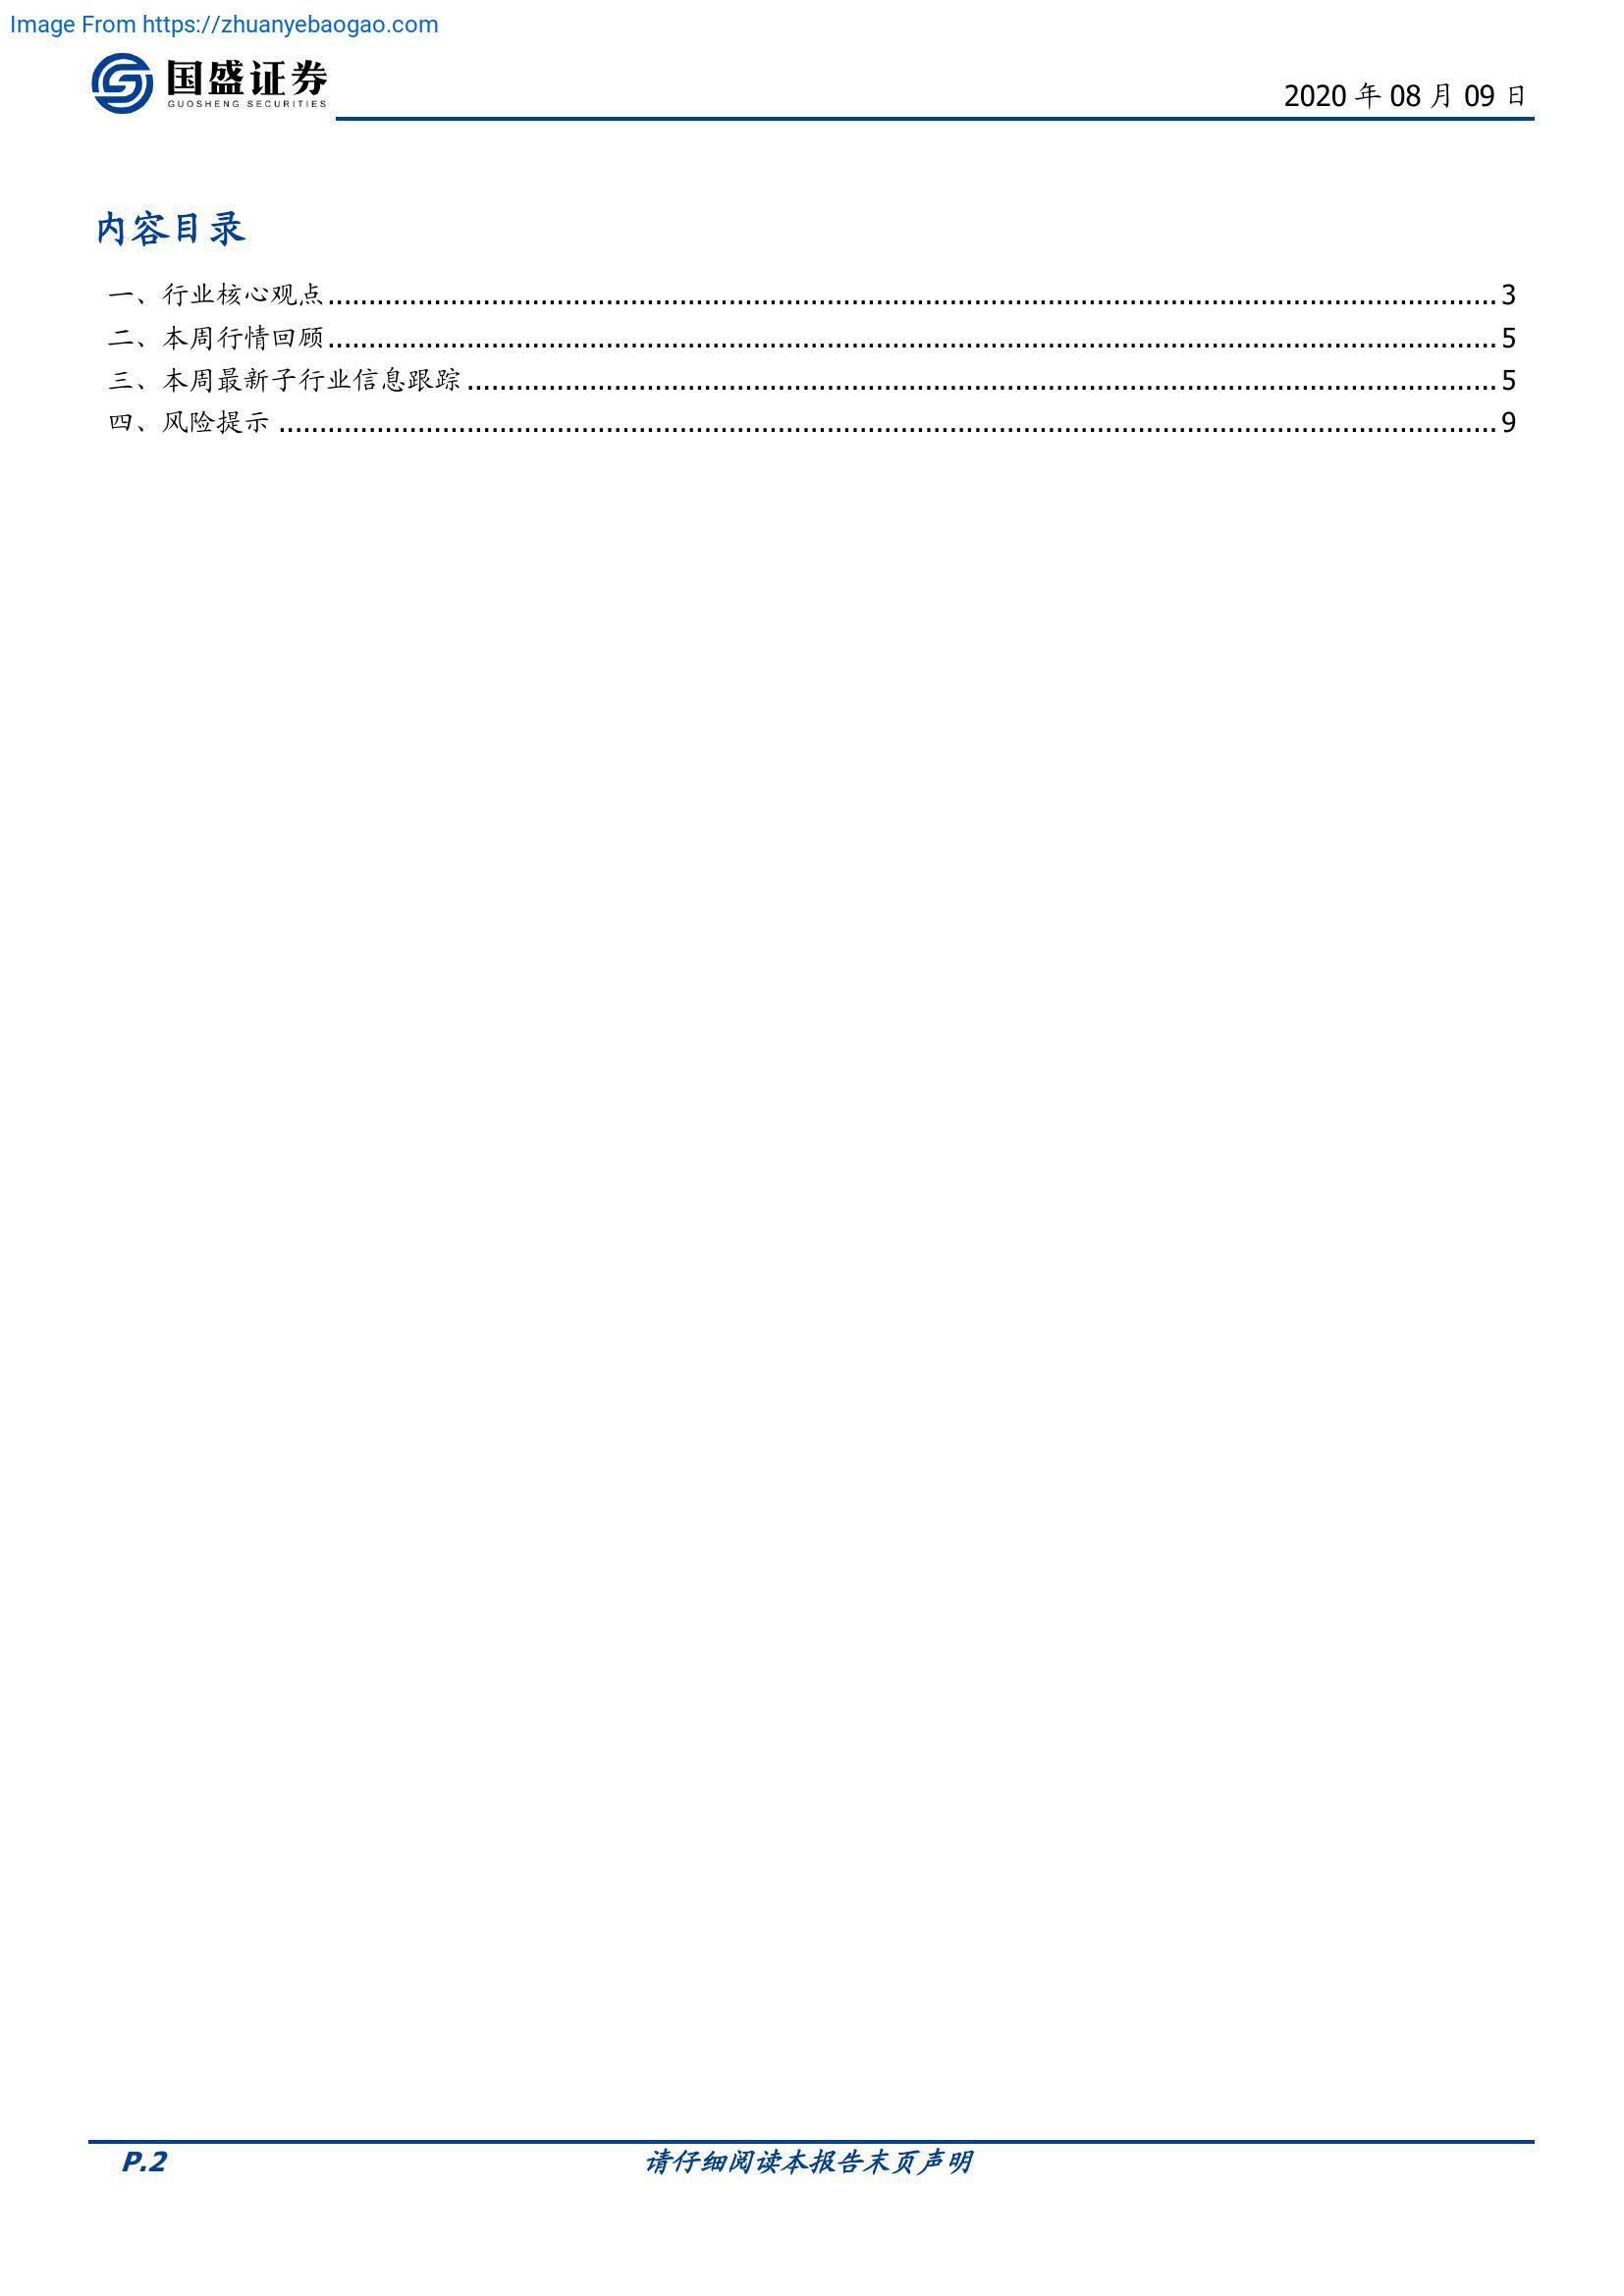 Image From https://zhuanyebaogao.com
国盛证券
GUOSHENG SECURITIES
2020 年 08 月 09 日
内容目录
一、行业核心观点................................................................................................................................................3
二、本周行情回顾................................................................................................................................................5
三、本周最新子行业信息跟踪...............................................................................................................................5
四、风险提示 ......................................................................................................................................................9
P.2
请仔细阅读本报告末页声明